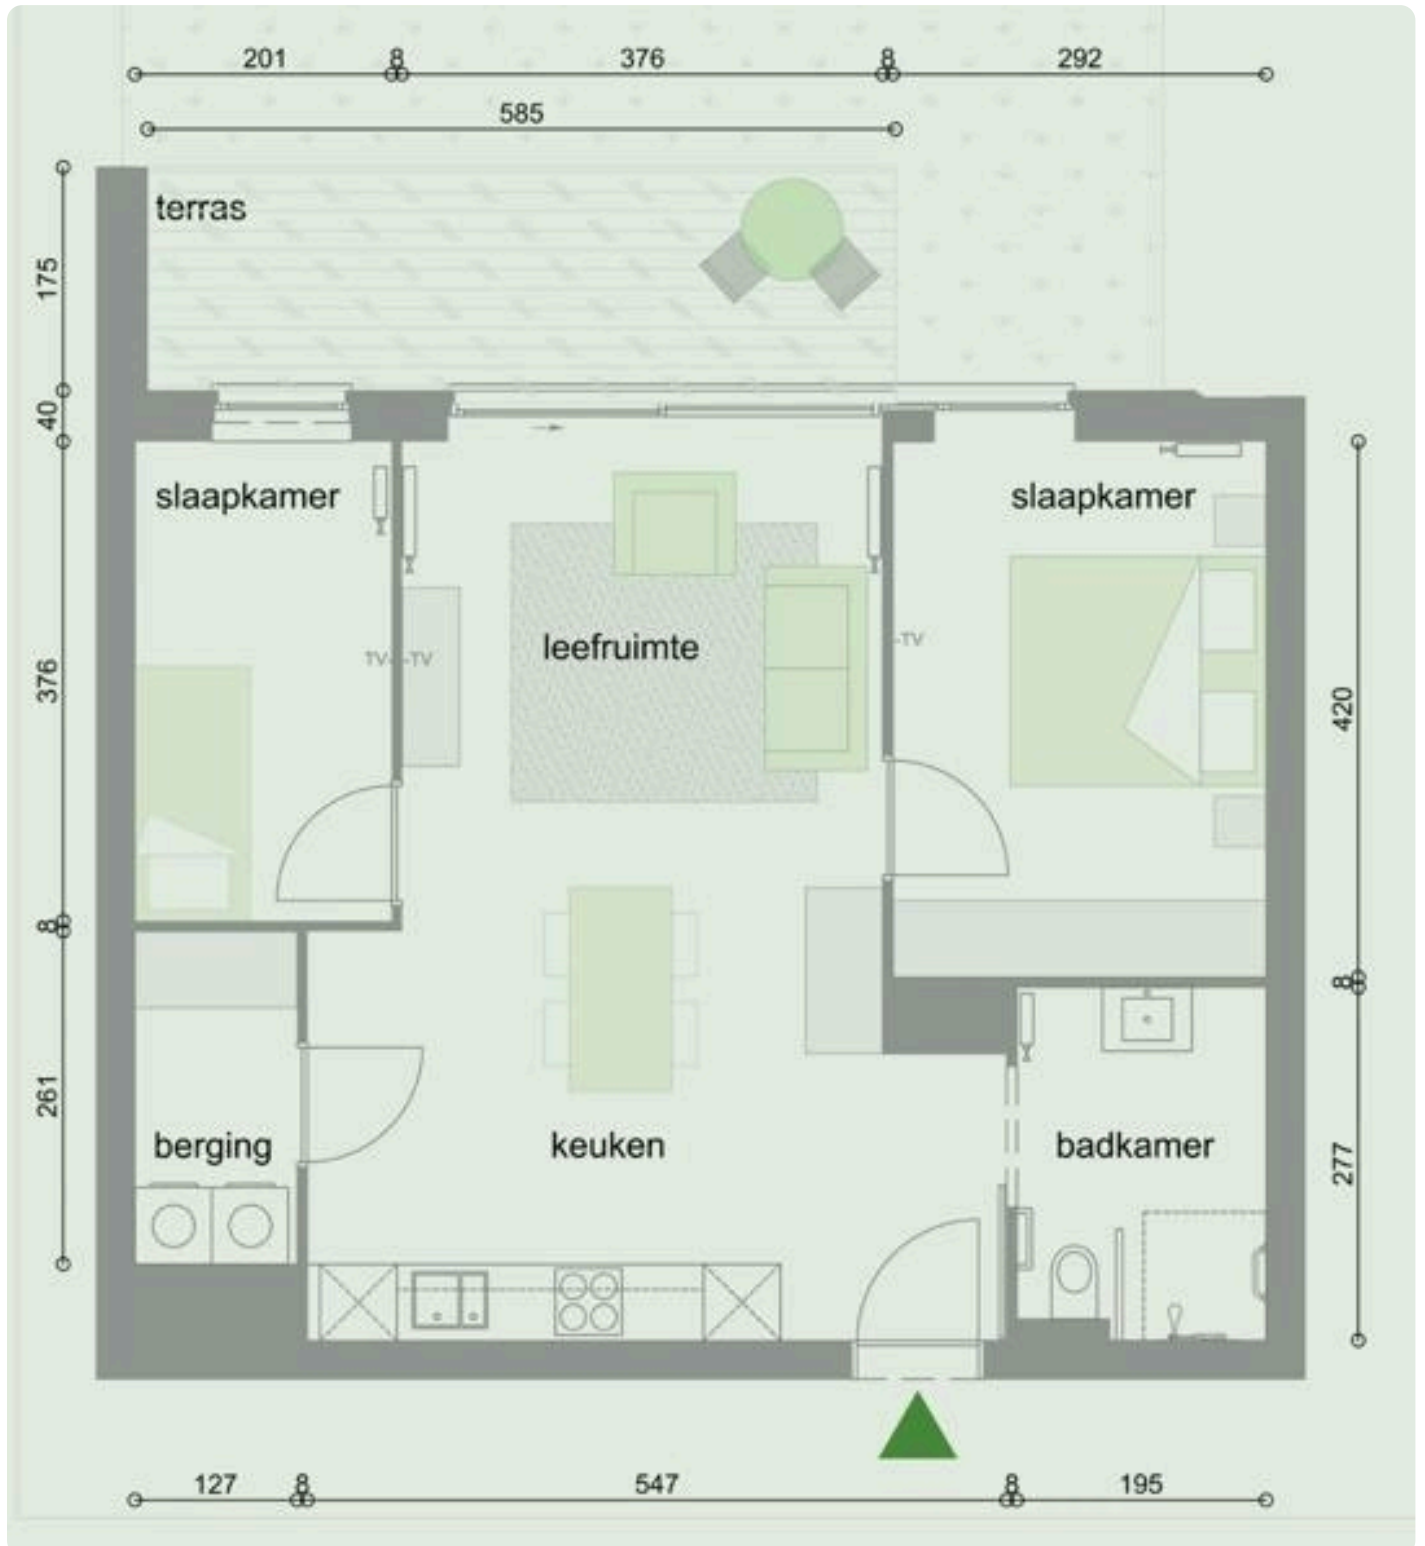 201 8 376 8 292
585
terras
175
40
slaapkamer
slaapkamer
leefruimte
TV
TV
TV
376
420
8
8
261
277
berging
keuken
badkamer
127 8 547 8 195